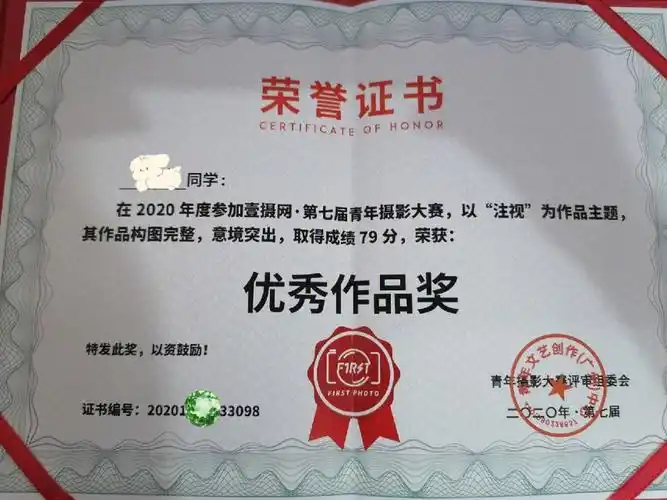 荣誉证书
CERTIFICATE OF HONOR
同学：
在 2020 年度参加壹摄网·第七届青年摄影大赛，以“注视”为作品主题，
其作品构图完整，意境突出，取得成绩 79 分，荣获：
优秀作品奖
特发此奖，以资鼓励！
F1RST
FIRST PHOTO
青年摄影大赛评审组委会
二〇二〇年·第七届
证书编号：20201 33098